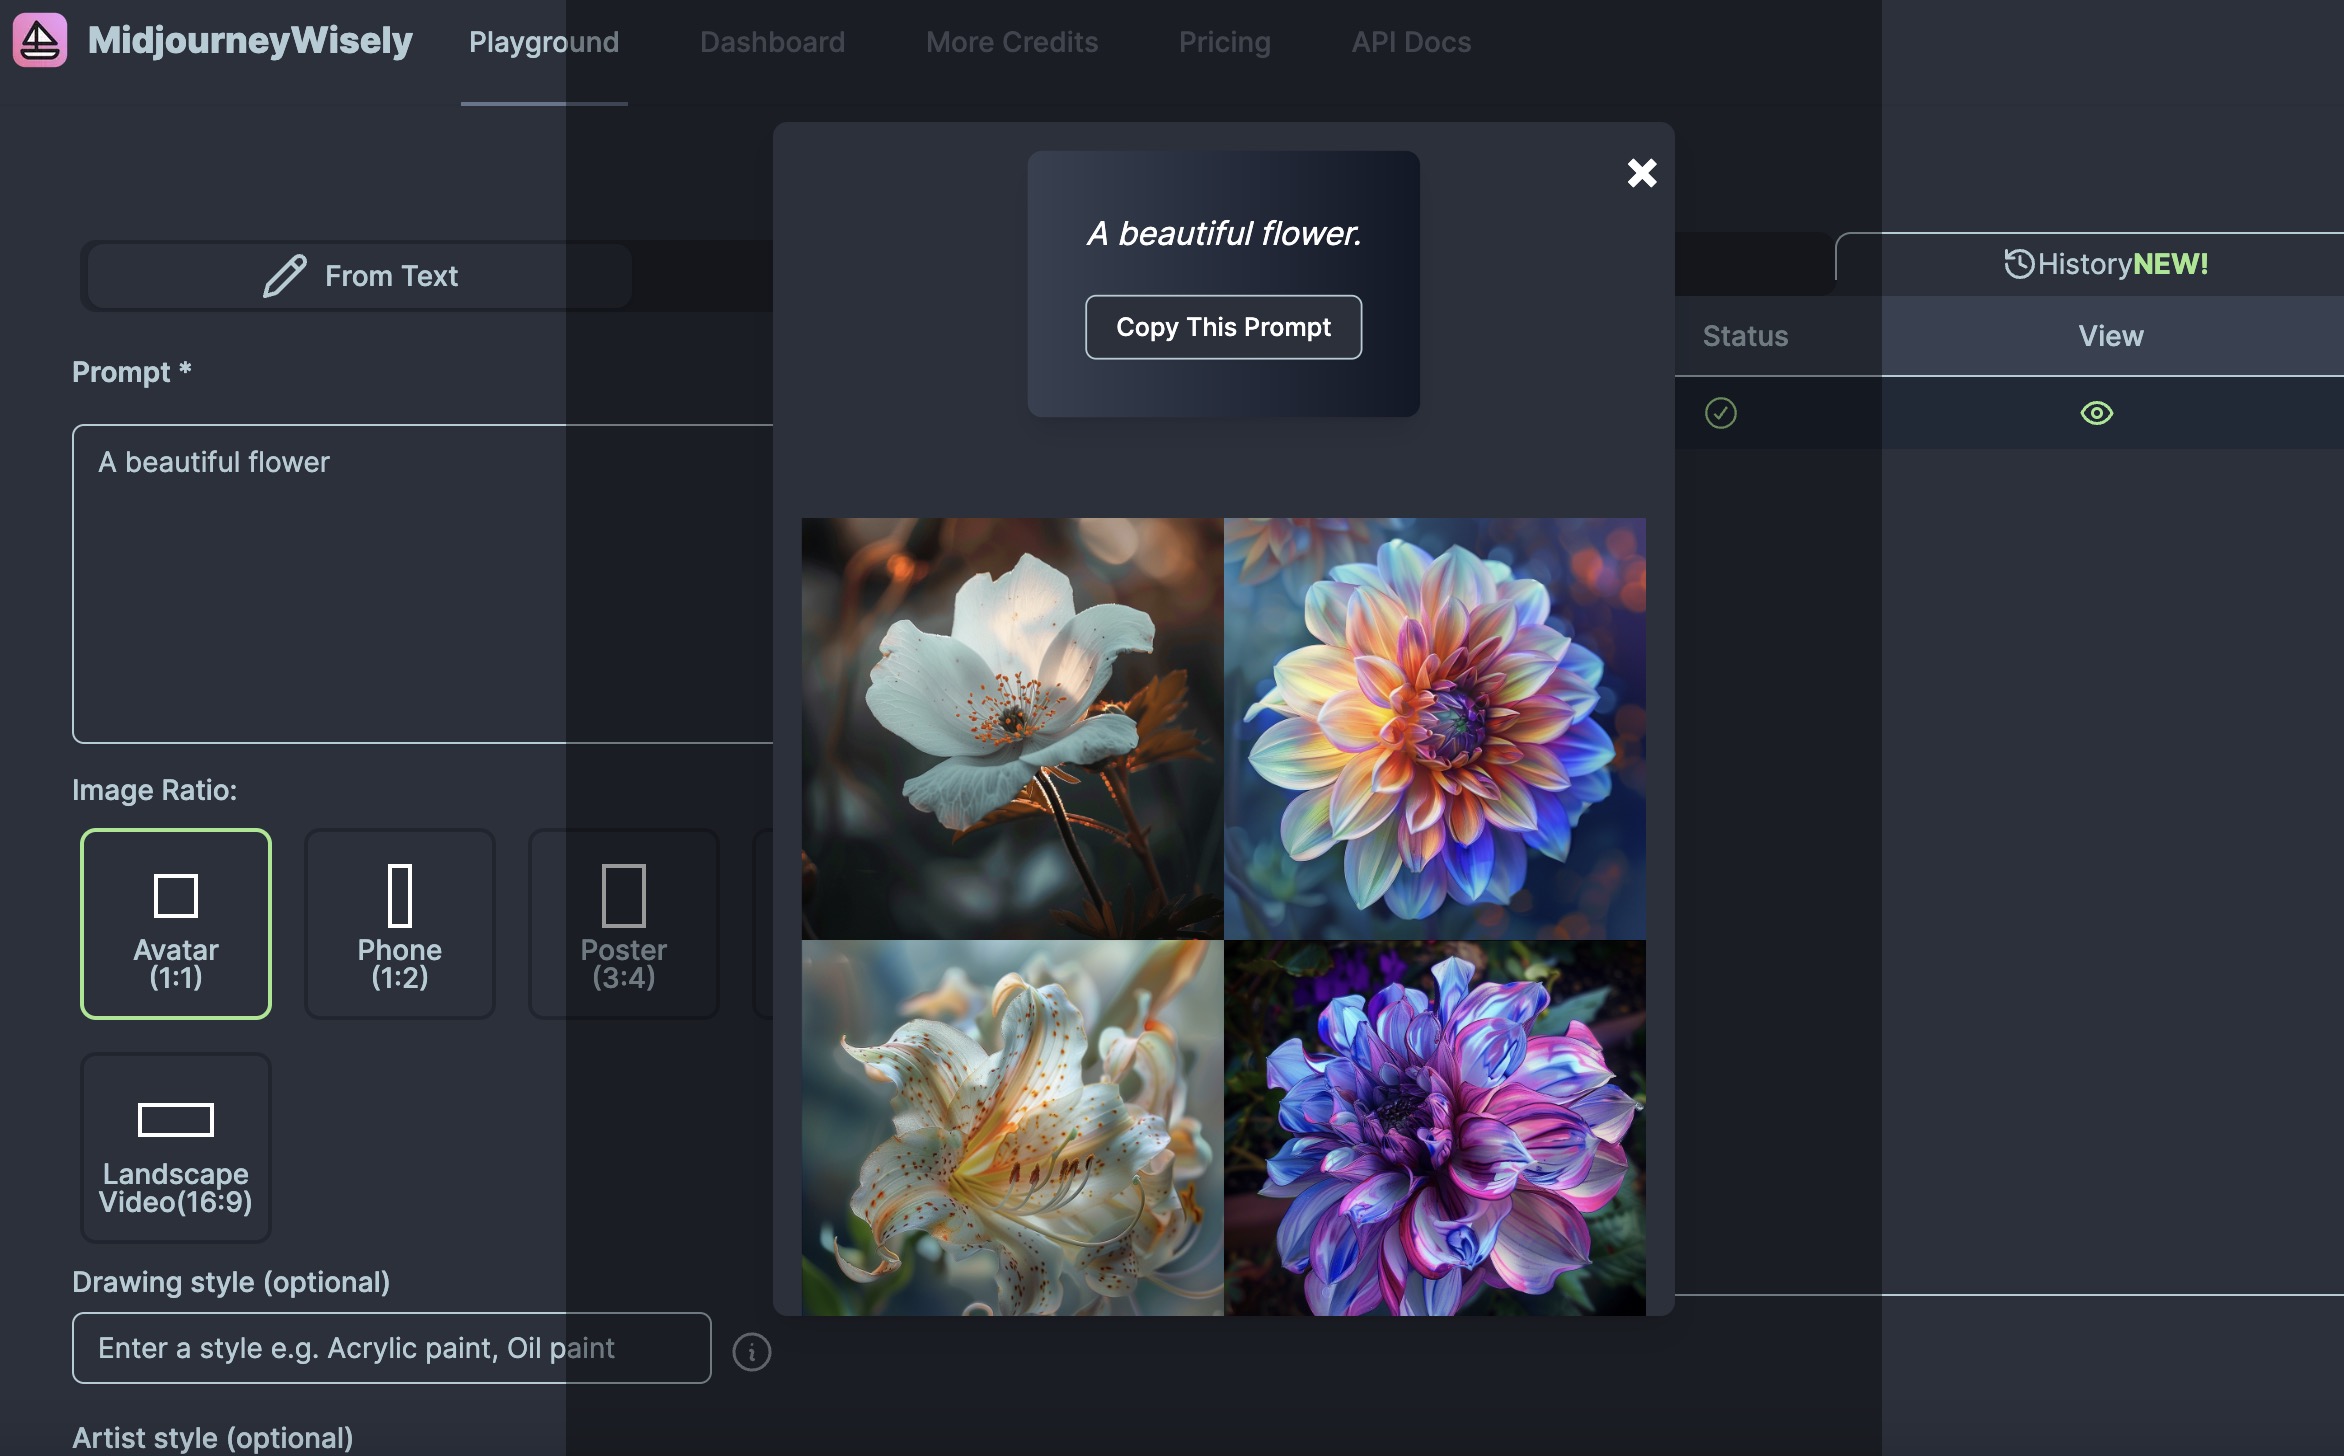 MidjourneyWisely
Playground
Dashboard
More Credits
Pricing
API Docs
A beautiful flower.
Copy This Prompt
From Text
HistoryNEW!
Status
View
Prompt *
A beautiful flower
Image Ratio:
Avatar
(1:1)
Phone
(1:2)
Poster
(3:4)
Landscape
Video(16:9)
Drawing style (optional)
Enter a style e.g. Acrylic paint, Oil paint
Artist style (optional)